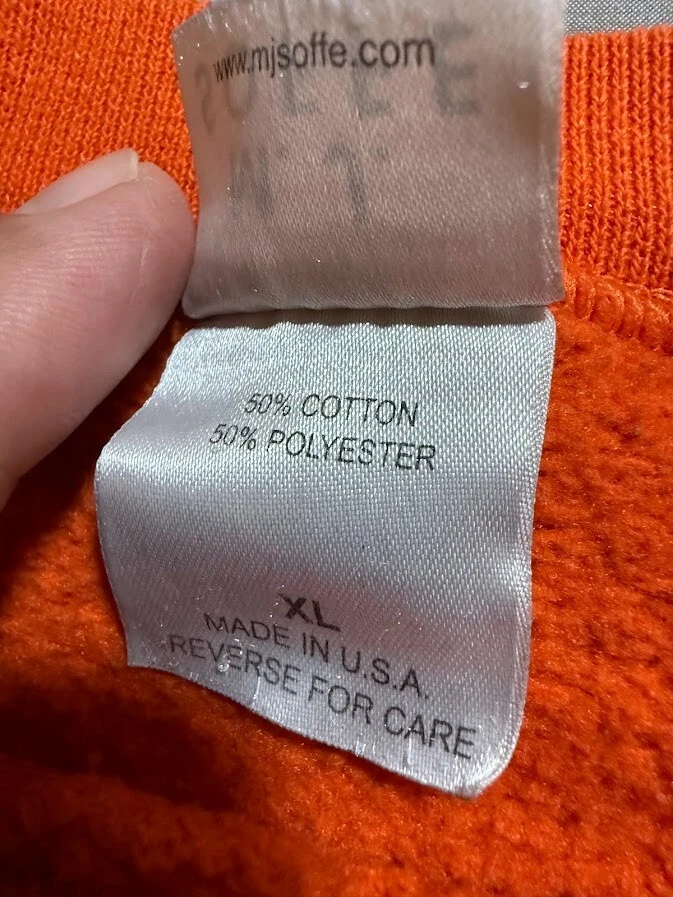 www.mjsoffe.com
50% COTTON
50% POLYESTER
XL
MADE IN U.S.A.
REVERSE FOR CARE